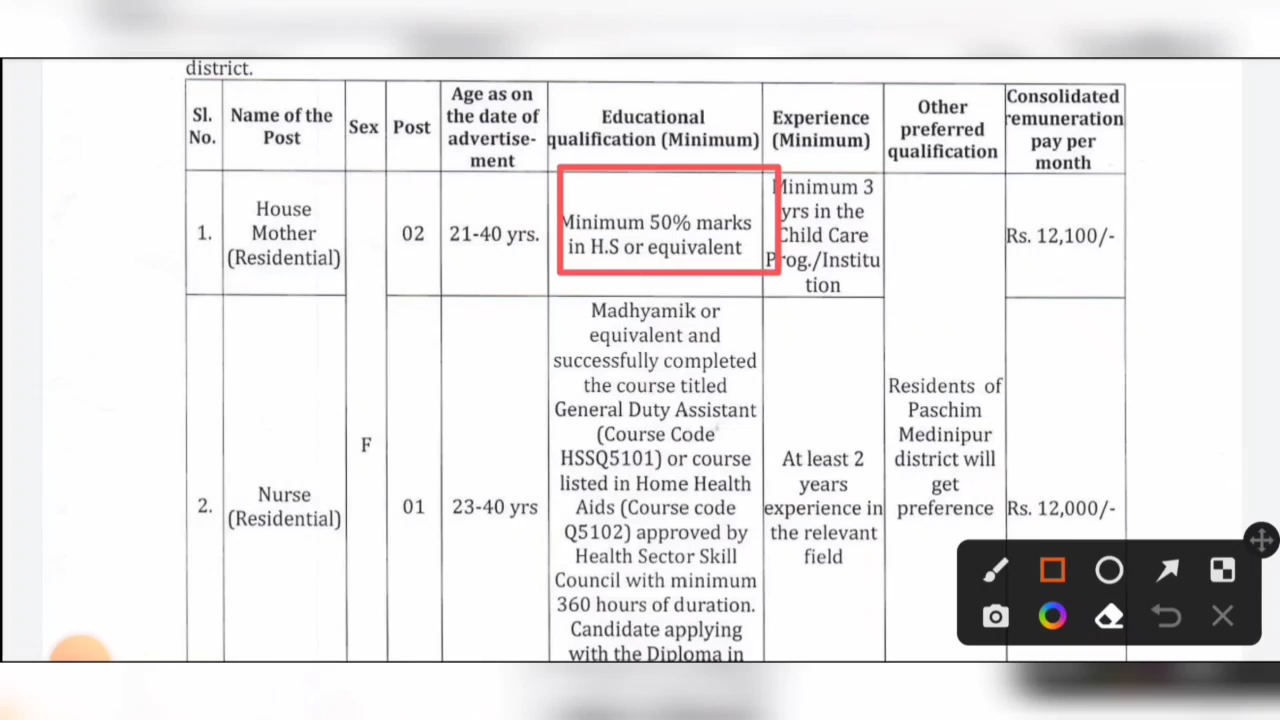 district.
Sl.
No.
Name of the
Post
Sex
Post
Age as on
the date of
advertise-
ment
Educational
qualification (Minimum)
Experience
(Minimum)
Other
preferred
qualification
Consolidated
remuneration
pay per
month
1.
House
Mother
(Residential)
F
02
21-40 yrs.
Minimum 50% marks
in H.S or equivalent
Minimum 3
yrs in the
Child Care
Prog./Institu
tion
Residents of
Paschim
Medinipur
district will
get
preference
Rs. 12,100/-
2.
Nurse
(Residential)
01
23-40 yrs
Madhyamik or
equivalent and
successfully completed
the course titled
General Duty Assistant
(Course Code
HSSQ5101) or course
listed in Home Health
Aids (Course code
Q5102) approved by
Health Sector Skill
Council with minimum
360 hours of duration.
Candidate applying
with the Diploma in
At least 2
years
experience in
the relevant
field
Rs. 12,000/-